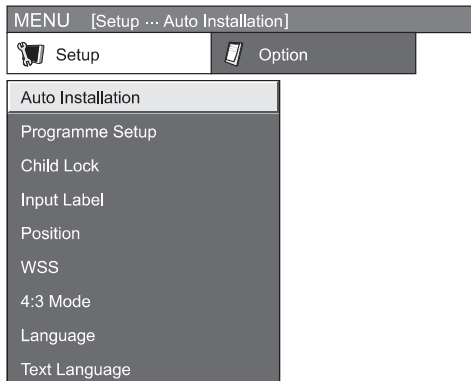 MENU [Setup ··· Auto Installation]
Setup Option
Auto Installation
Programme Setup
Child Lock
Input Label
Position
WSS
4:3 Mode
Language
Text Language